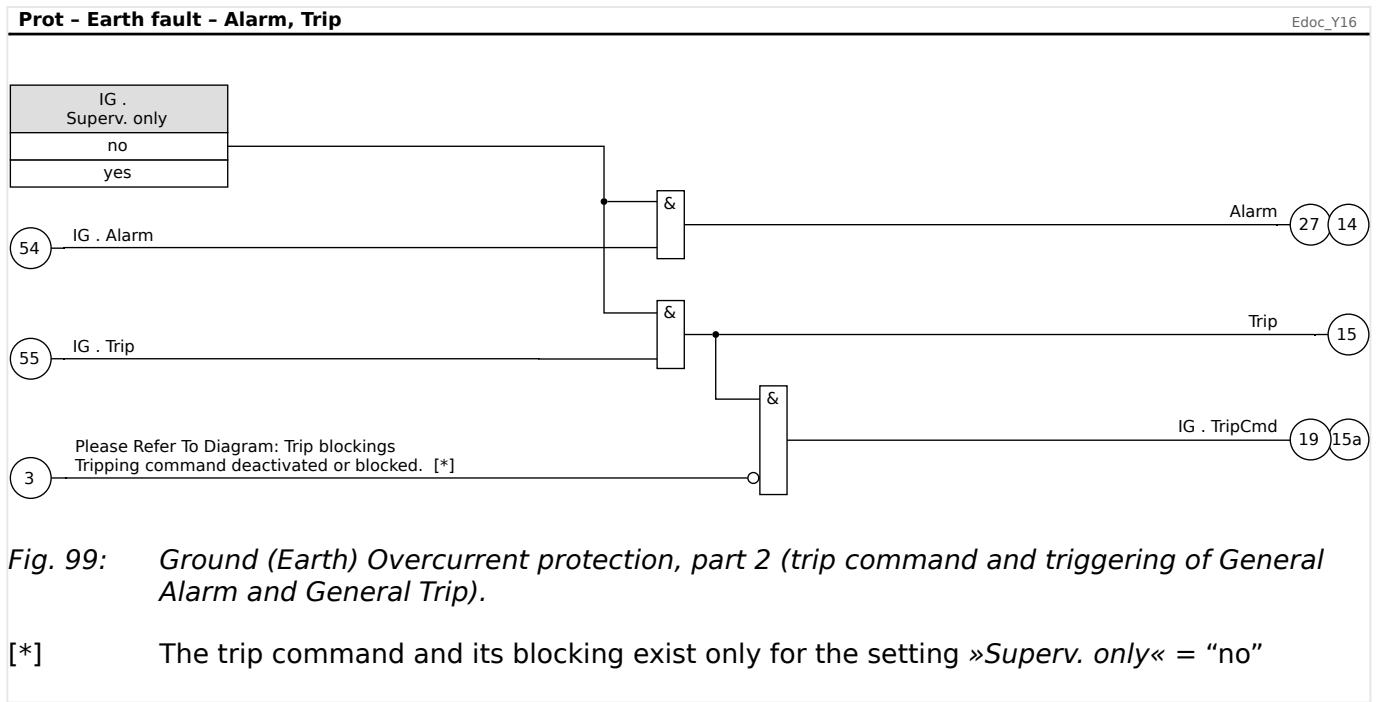 Prot – Earth fault – Alarm, Trip
Edoc_Y16
IG .
Superv. only
no
yes
&
Alarm
27
14
54
IG . Alarm
&
Trip
15
55
IG . Trip
&
IG . TripCmd
19
15a
Please Refer To Diagram: Trip blockings
Tripping command deactivated or blocked. [*]
3
Fig. 99: Ground (Earth) Overcurrent protection, part 2 (trip command and triggering of General
Alarm and General Trip).
[*] The trip command and its blocking exist only for the setting »Superv. only« = “no”